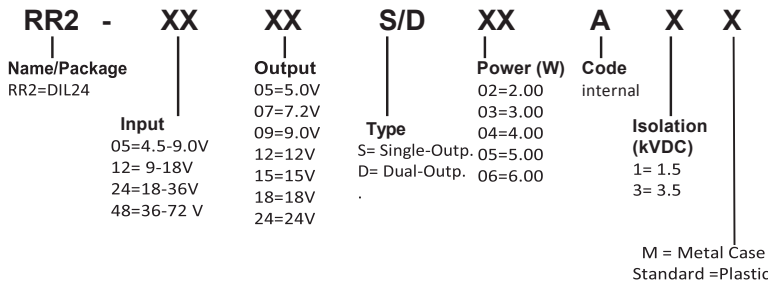 RR2 - XX XX S/D XX A X X
Name/Package
RR2=DIL24
Input
05=4.5-9.0V
12= 9-18V
24=18-36V
48=36-72 V
Output
05=5.0V
07=7.2V
09=9.0V
12=12V
15=15V
18=18V
24=24V
Type
S= Single-Outp.
D= Dual-Outp.
.
Power (W)
02=2.00
03=3.00
04=4.00
05=5.00
06=6.00
Code
internal
Isolation
(kVDC)
1= 1.5
3= 3.5
M = Metal Case
Standard =Plastic